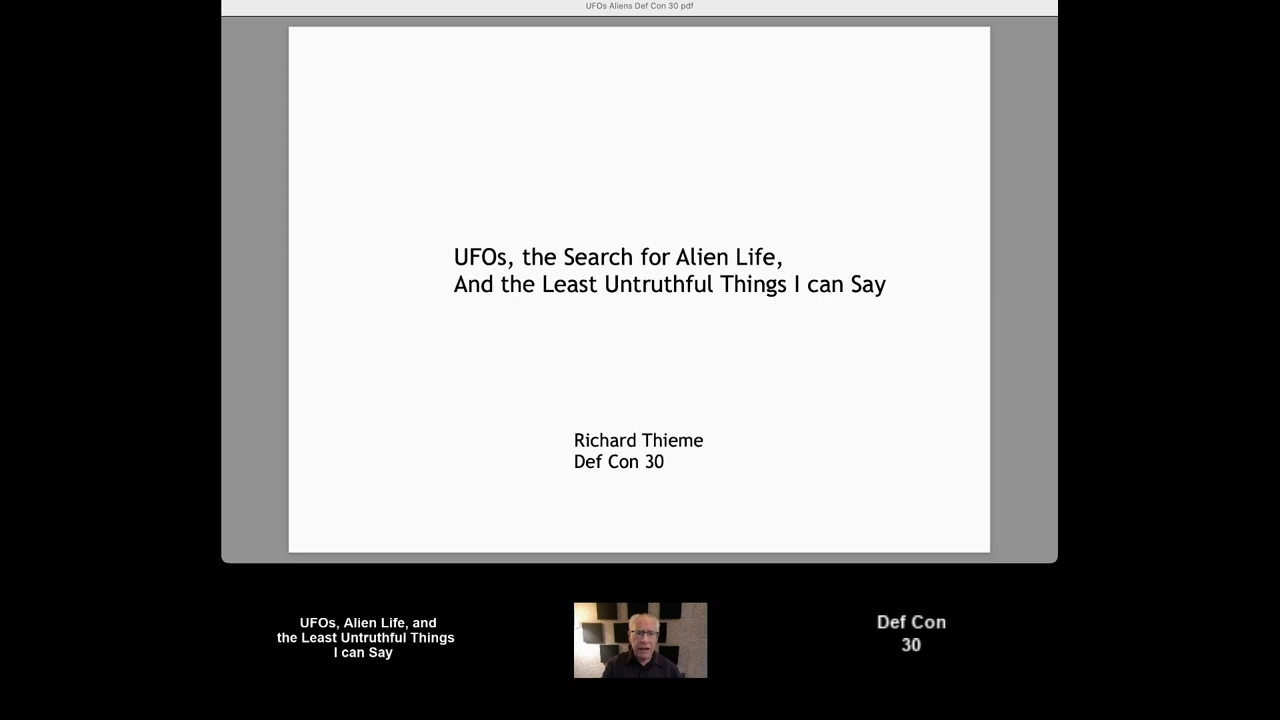 UFOs Aliens Def Con 30 pdf
UFOs, the Search for Alien Life,
And the Least Untruthful Things I can Say
Richard Thieme
Def Con 30
UFOs, Alien Life, and
the Least Untruthful Things
I can Say
Def Con
30